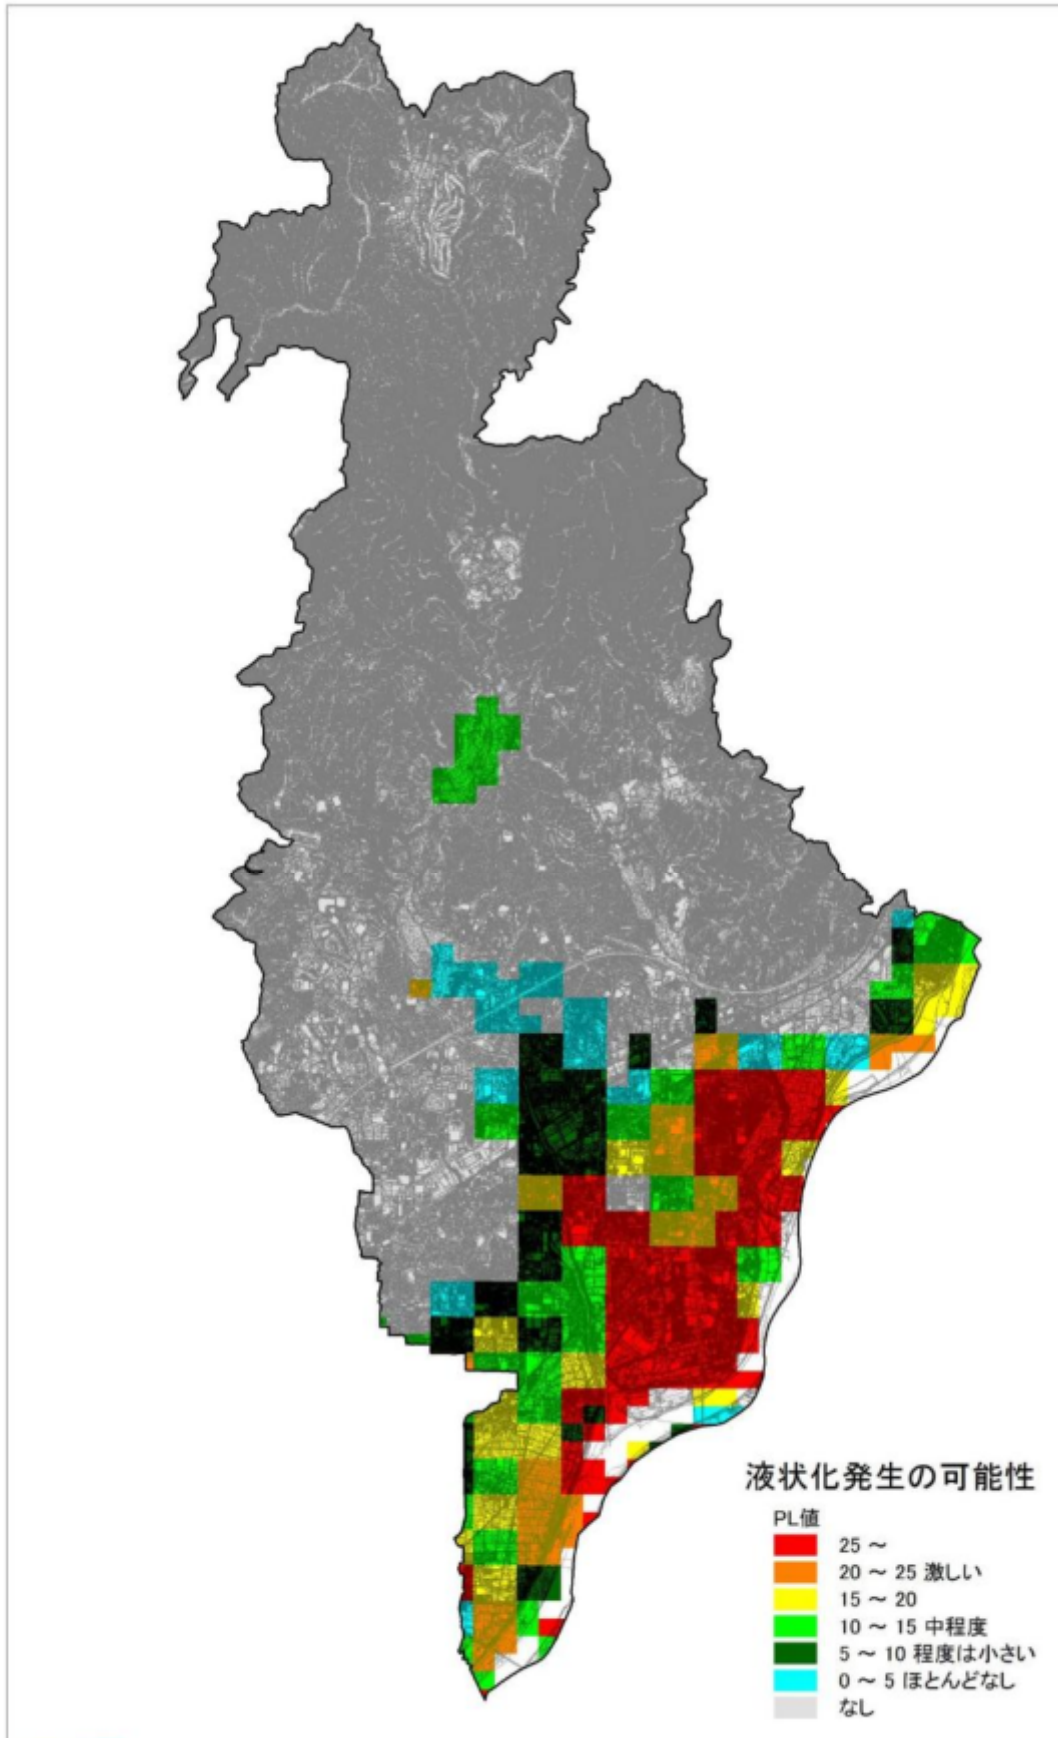 液状化発生の可能性
PL値
25 ～
20 ～ 25 激しい
15 ～ 20
10 ～ 15 中程度
5 ～ 10 程度は小さい
0 ～ 5 ほとんどなし
なし